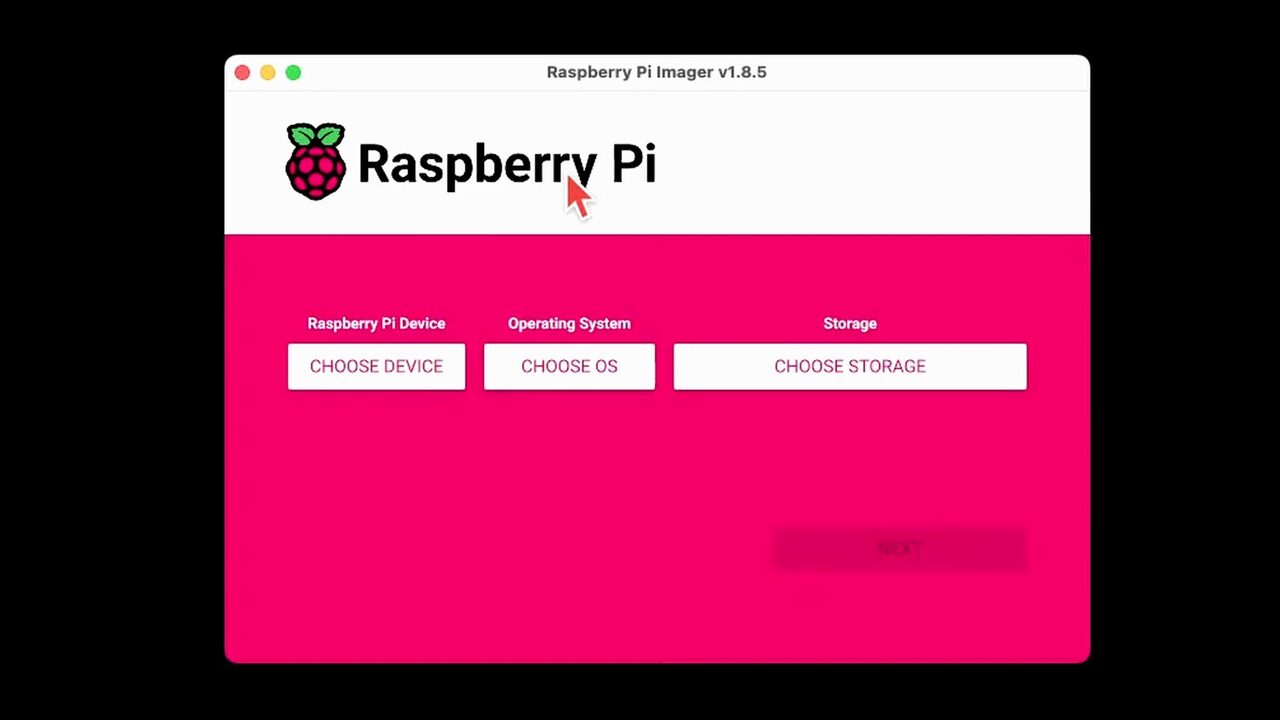 Raspberry Pi Imager v1.8.5
Raspberry Pi
Raspberry Pi Device
Operating System
Storage
CHOOSE DEVICE
CHOOSE OS
CHOOSE STORAGE
NEXT